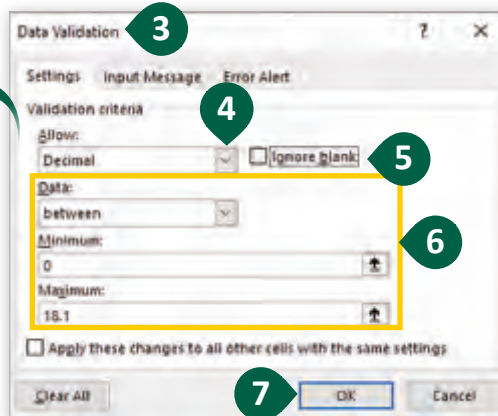 Data Validation
3
?
×
Settings
Input Message
Error Alert
Validation criteria
4
Allow:
Decimal
Ignore blank
5
Data:
between
6
Minimum:
0
Maximum:
18.1
Apply these changes to all other cells with the same settings
Clear All
7
OK
Cancel